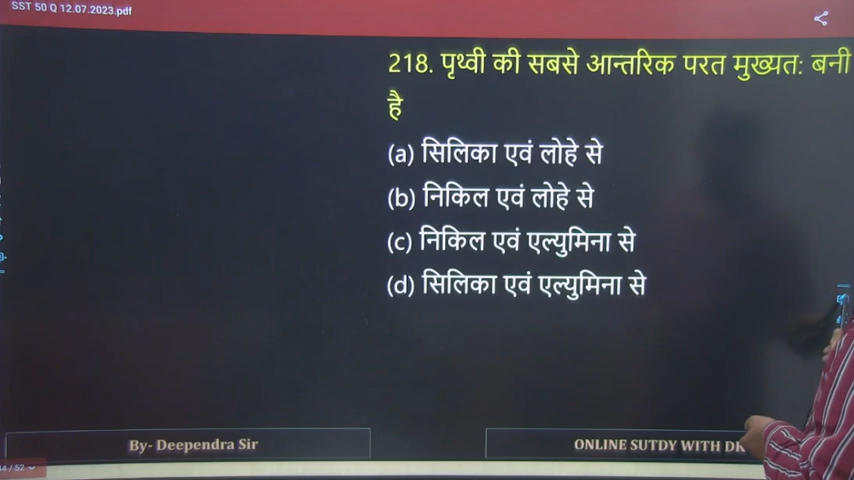 SST 50 Q 12.07.2023.pdf
218. पृथ्वी की सबसे आन्तरिक परत मुख्यतः बनी
है
(a) सिलिका एवं लोहे से
(b) निकिल एवं लोहे से
(c) निकिल एवं एल्युमिना से
(d) सिलिका एवं एल्युमिना से
By- Deependra Sir
ONLINE SUTDY WITH
/ 52